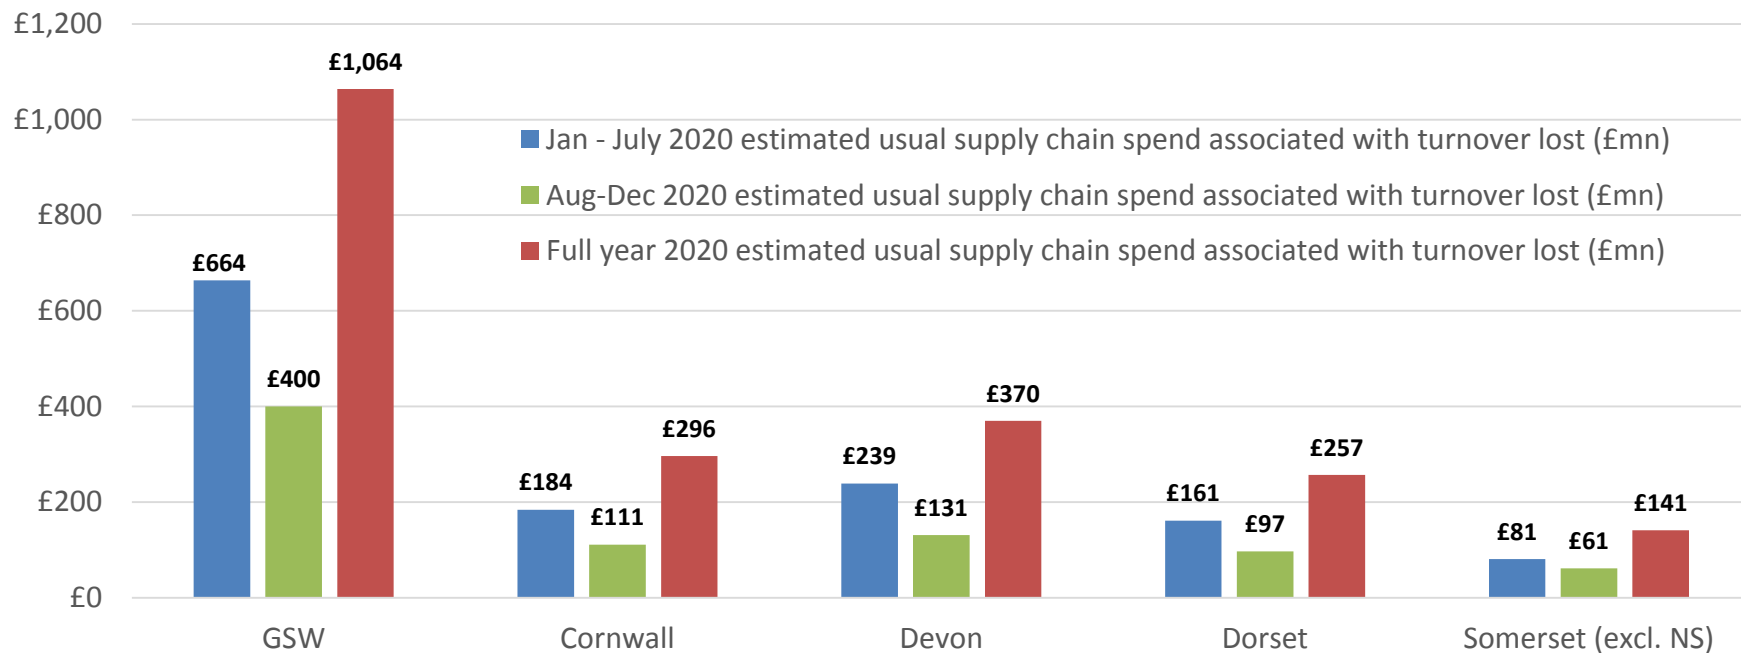 £1,200
£1,000
£800
£600
£400
£200
£0
Jan - July 2020 estimated usual supply chain spend associated with turnover lost (£mn)
Aug-Dec 2020 estimated usual supply chain spend associated with turnover lost (£mn)
Full year 2020 estimated usual supply chain spend associated with turnover lost (£mn)
£664
£400
£1,064
£184
£111
£296
£239
£131
£370
£161
£97
£257
£81
£61
£141
GSW
Cornwall
Devon
Dorset
Somerset (excl. NS)